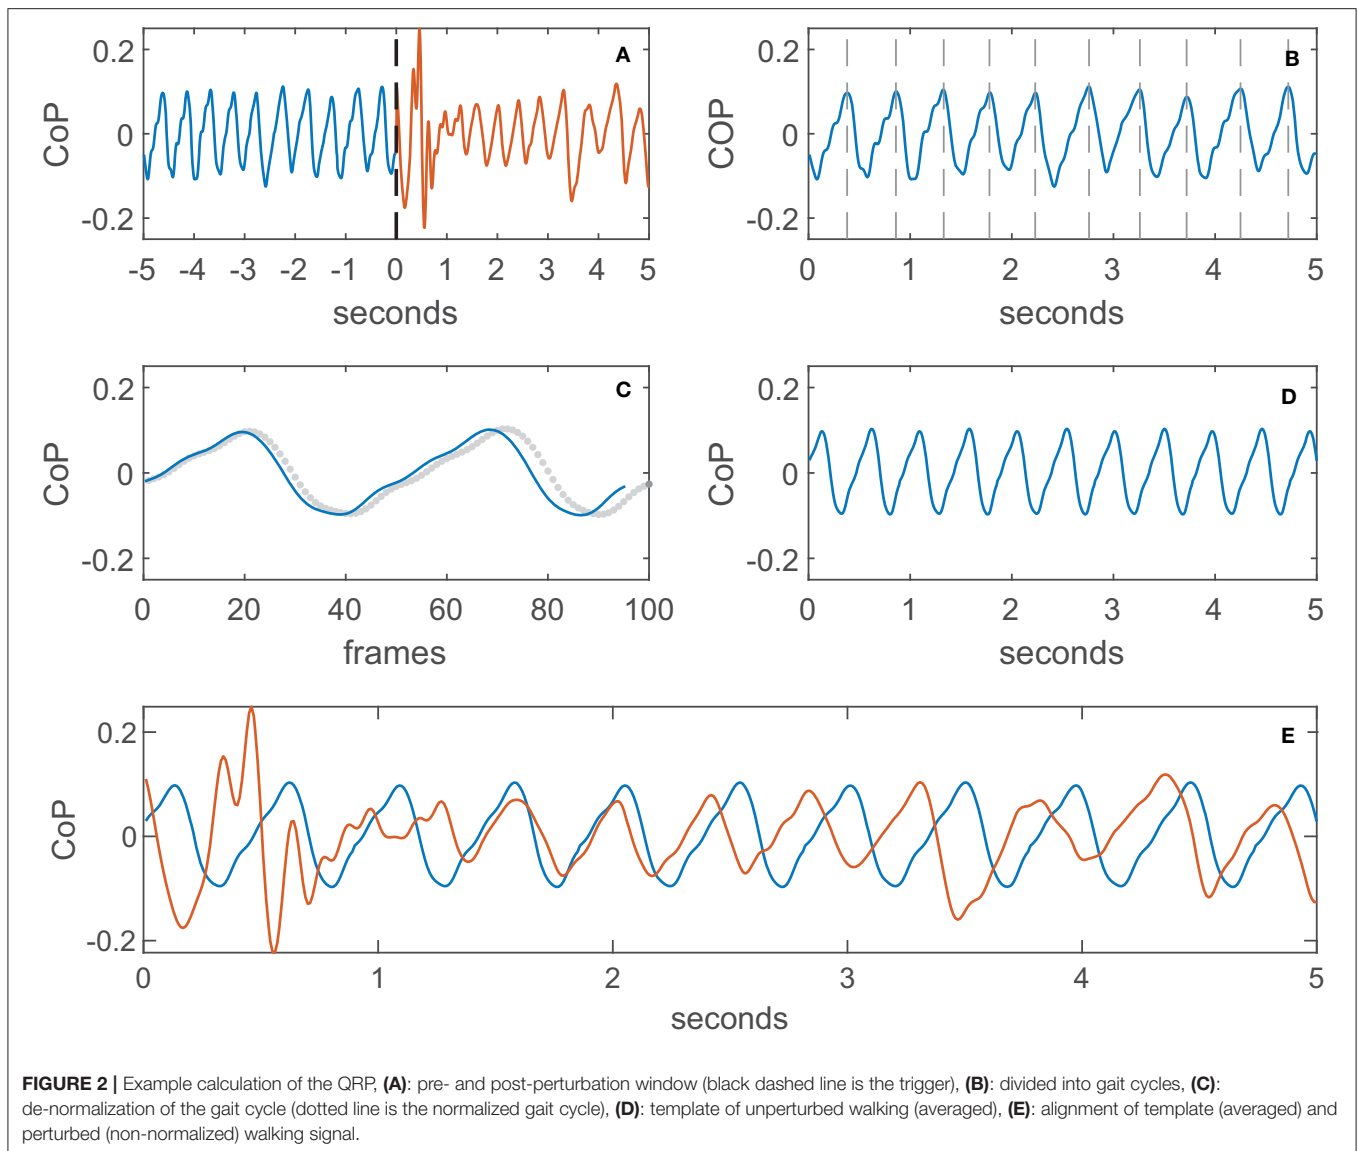 A
0.2
0
-0.2
CoP
-5 -4 -3 -2 -1 0 1 2 3 4 5
seconds
B
0.2
0
-0.2
COP
0 1 2 3 4 5
seconds
C
0.2
0
-0.2
CoP
0 20 40 60 80 100
frames
D
0.2
0
-0.2
CoP
0 1 2 3 4 5
seconds
E
0.2
0
-0.2
CoP
0 1 2 3 4 5
seconds
FIGURE 2 | Example calculation of the QRP, (A): pre- and post-perturbation window (black dashed line is the trigger), (B): divided into gait cycles, (C):
de-normalization of the gait cycle (dotted line is the normalized gait cycle), (D): template of unperturbed walking (averaged), (E): alignment of template (averaged) and
perturbed (non-normalized) walking signal.